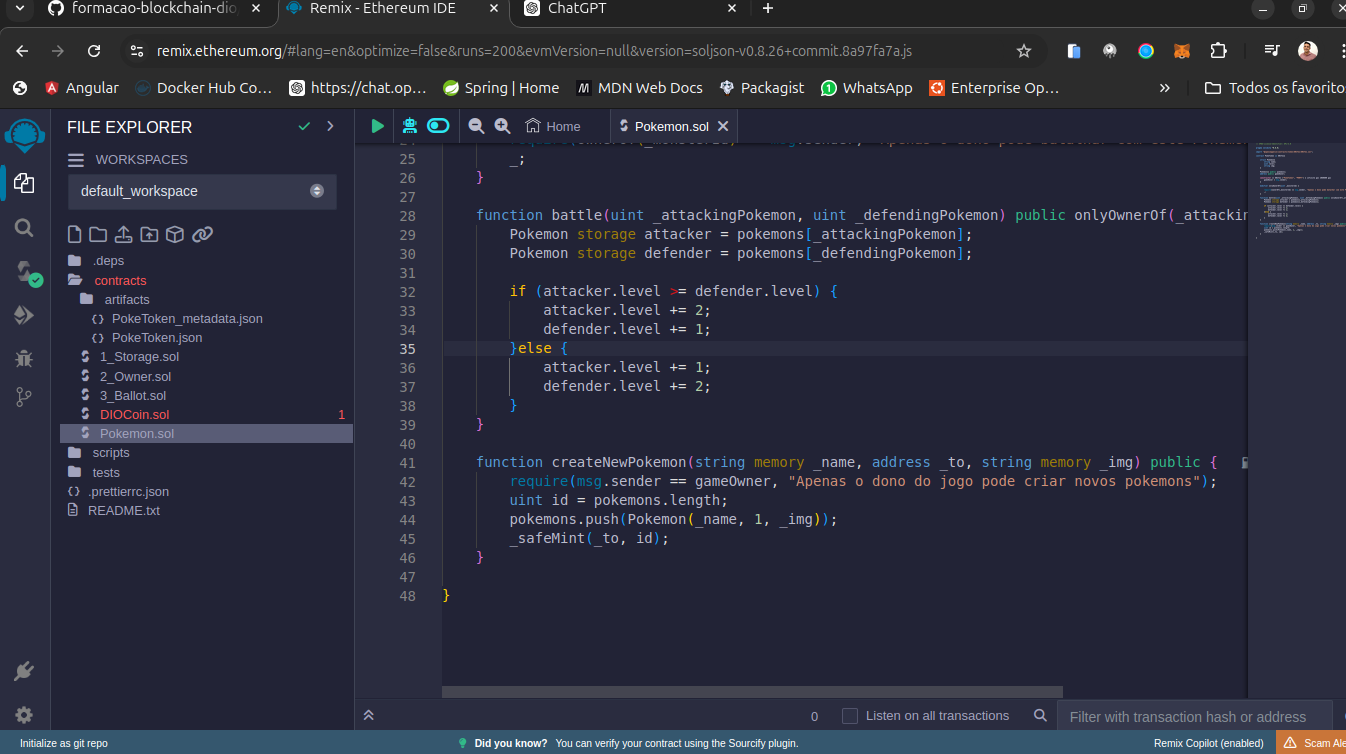 formacao-blockchain-dio
Remix - Ethereum IDE
ChatGPT
remix.ethereum.org/#lang=en&optimize=false&runs=200&evmVersion=null&version=soljson-v0.8.26+commit.8a97fa7a.js
Angular
Docker Hub Co…
https://chat.op…
Spring | Home
MDN Web Docs
Packagist
WhatsApp
Enterprise Op…
Todos os favorito
FILE EXPLORER
WORKSPACES
default_workspace
.deps
contracts
artifacts
PokeToken_metadata.json
PokeToken.json
1_Storage.sol
2_Owner.sol
3_Ballot.sol
DIOCoin.sol 1
Pokemon.sol
scripts
tests
.prettierrc.json
README.txt
Home
Pokemon.sol
25 _;
26 }
27
28 function battle(uint _attackingPokemon, uint _defendingPokemon) public onlyOwnerOf(_attackin
29 Pokemon storage attacker = pokemons[_attackingPokemon];
30 Pokemon storage defender = pokemons[_defendingPokemon];
31
32 if (attacker.level >= defender.level) {
33 attacker.level += 2;
34 defender.level += 1;
35 }else {
36 attacker.level += 1;
37 defender.level += 2;
38 }
39 }
40
41 function createNewPokemon(string memory _name, address _to, string memory _img) public {
42 require(msg.sender == gameOwner, "Apenas o dono do jogo pode criar novos pokemons");
43 uint id = pokemons.length;
44 pokemons.push(Pokemon(_name, 1, _img));
45 _safeMint(_to, id);
46 }
47
48 }
0
Listen on all transactions
Filter with transaction hash or address
Initialize as git repo
Did you know? You can verify your contract using the Sourcify plugin.
Remix Copilot (enabled)
Scam Ale